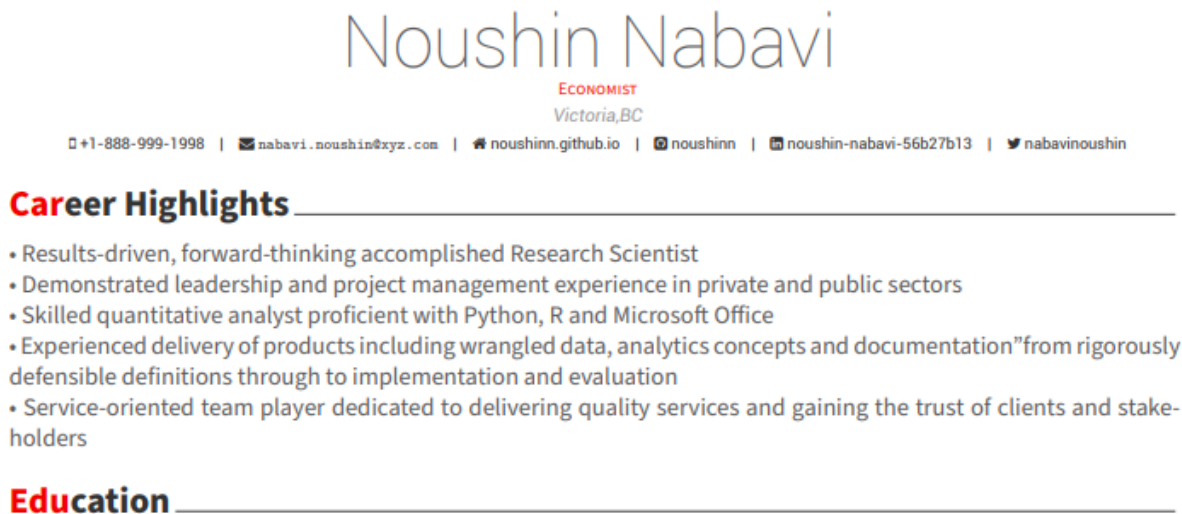 Noushin Nabavi
Economist
Victoria,BC
+1-888-999-1998 | nabavi.noushin@xyz.com | noushinn.github.io | noushinn | noushin-nabavi-56b27b13 | nabavinoushin
Career Highlights
• Results-driven, forward-thinking accomplished Research Scientist
• Demonstrated leadership and project management experience in private and public sectors
• Skilled quantitative analyst proficient with Python, R and Microsoft Office
• Experienced delivery of products including wrangled data, analytics concepts and documentation”from rigorously
defensible definitions through to implementation and evaluation
• Service-oriented team player dedicated to delivering quality services and gaining the trust of clients and stake-
holders
Education